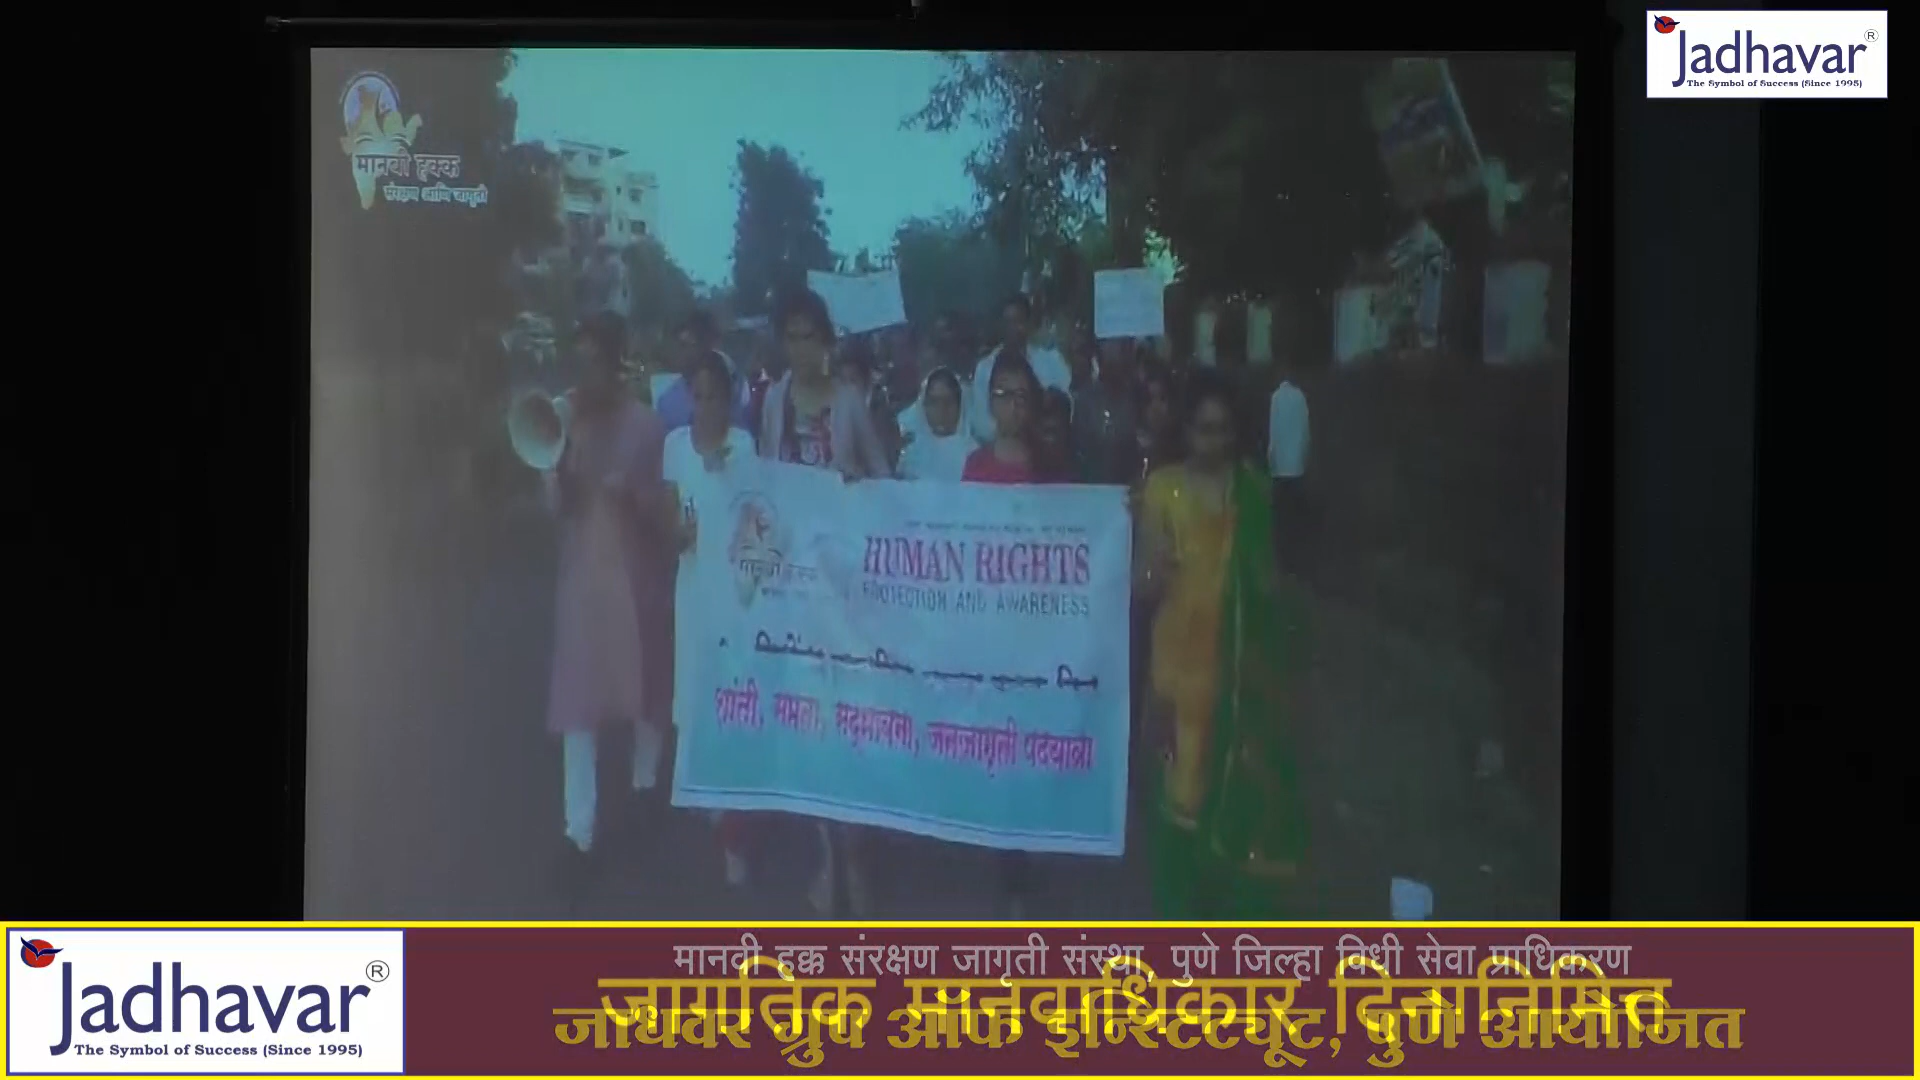 Jadhavar®
The Symbol of Success (Since 1995)
मानवी हक्क
संरक्षण आणि जागृती
HUMAN RIGHTS
PROTECTION AND AWARENESS
शांती, समता, सद्भावना, जनजागृती पदयात्रा
Jadhavar®
The Symbol of Success (Since 1995)
मानवी हक्क संरक्षण जागृती संस्था, पुणे जिल्हा विधी सेवा प्राधिकरण
जागतिक मानवाधिकार दिनानिमित
जाधवर ग्रुप ऑफ इन्स्टिट्यूट, पुणे आयोजित